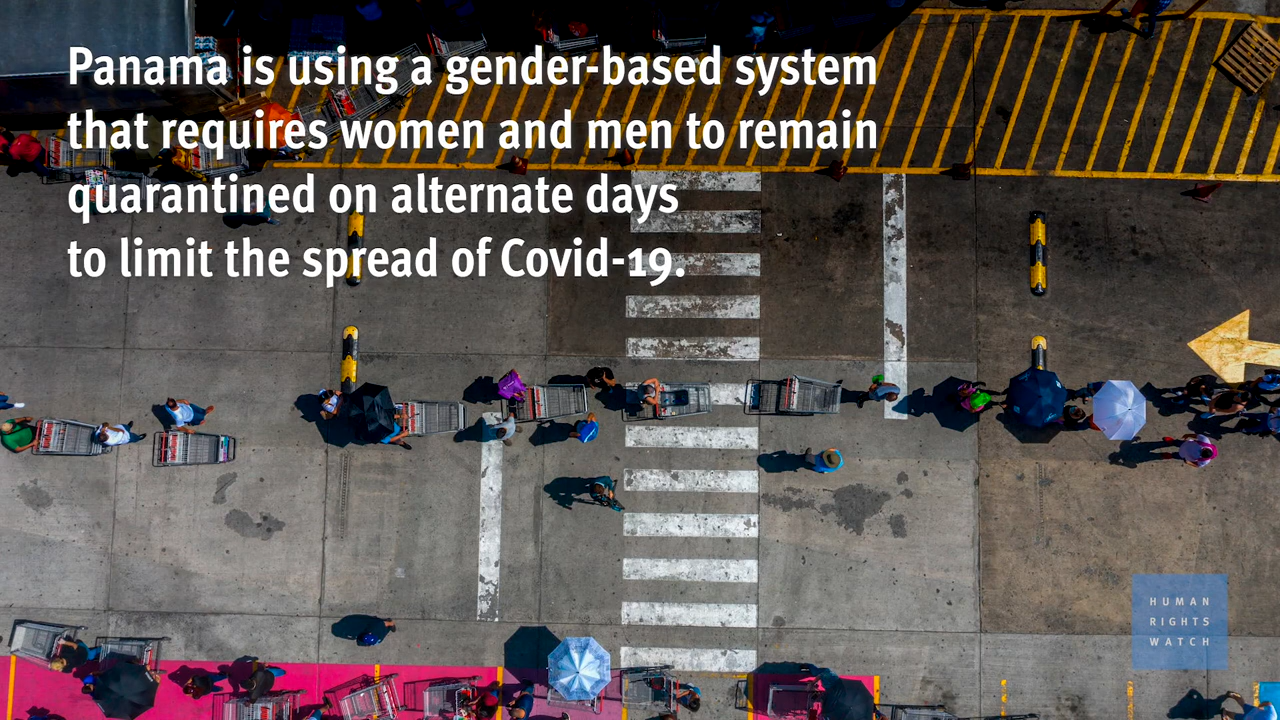 Panama is using a gender-based system
that requires women and men to remain
quarantined on alternate days
to limit the spread of Covid-19.
HUMAN
RIGHTS
WATCH